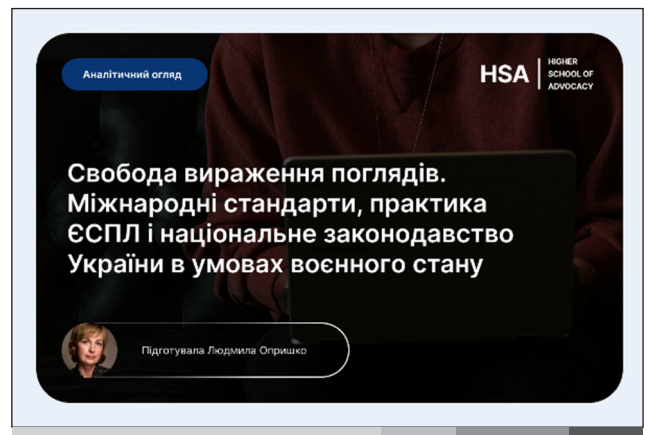 Аналітичний огляд
HSA
HIGHER
SCHOOL OF
ADVOCACY
Свобода вираження поглядів.
Міжнародні стандарти, практика
ЄСПЛ і національне законодавство
України в умовах воєнного стану
Підготувала Людмила Опришко